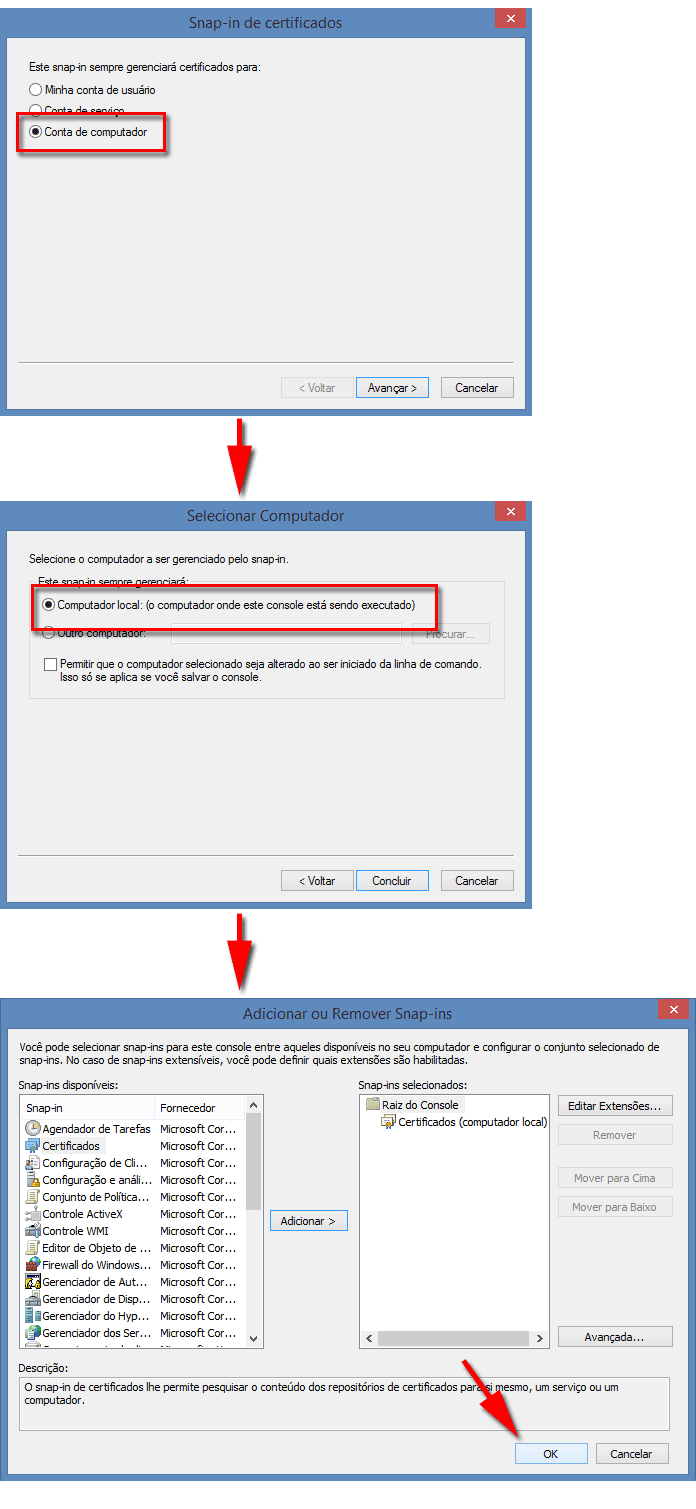 Snap-in de certificados
Este snap-in sempre gerenciará certificados para:
Minha conta de usuário
Conta de serviço
Conta de computador
< Voltar
Avançar >
Cancelar
Selecionar Computador
Selecione o computador a ser gerenciado pelo snap-in.
Este snap-in sempre gerenciará:
Computador local: (o computador onde este console está sendo executado)
Outro computador:
Procurar...
Permitir que o computador selecionado seja alterado ao ser iniciado da linha de comando.
Isso só se aplica se você salvar o console.
< Voltar
Concluir
Cancelar
Adicionar ou Remover Snap-ins
Você pode selecionar snap-ins para este console entre aqueles disponíveis no seu computador e configurar o conjunto selecionado de
snap-ins. No caso de snap-ins extensíveis, você pode definir quais extensões são habilitadas.
Snap-ins disponíveis:
Snap-in Fornecedor
Agendador de Tarefas Microsoft Cor...
Certificados Microsoft Cor...
Configuração de Cli... Microsoft Cor...
Configuração e análi... Microsoft Cor...
Conjunto de Política... Microsoft Cor...
Controle ActiveX Microsoft Cor...
Controle WMI Microsoft Cor...
Editor de Objeto de ... Microsoft Cor...
Firewall do Windows... Microsoft Cor...
Gerenciador de Aut... Microsoft Cor...
Gerenciador de Disp... Microsoft Cor...
Gerenciador do Hyp... Microsoft Cor...
Gerenciador dos Ser... Microsoft Cor...
Adicionar >
Snap-ins selecionados:
Raiz do Console
Certificados (computador local)
Editar Extensões...
Remover
Mover para Cima
Mover para Baixo
Avançada...
Descrição:
O snap-in de certificados lhe permite pesquisar o conteúdo dos repositórios de certificados para si mesmo, um serviço ou um
computador.
OK
Cancelar